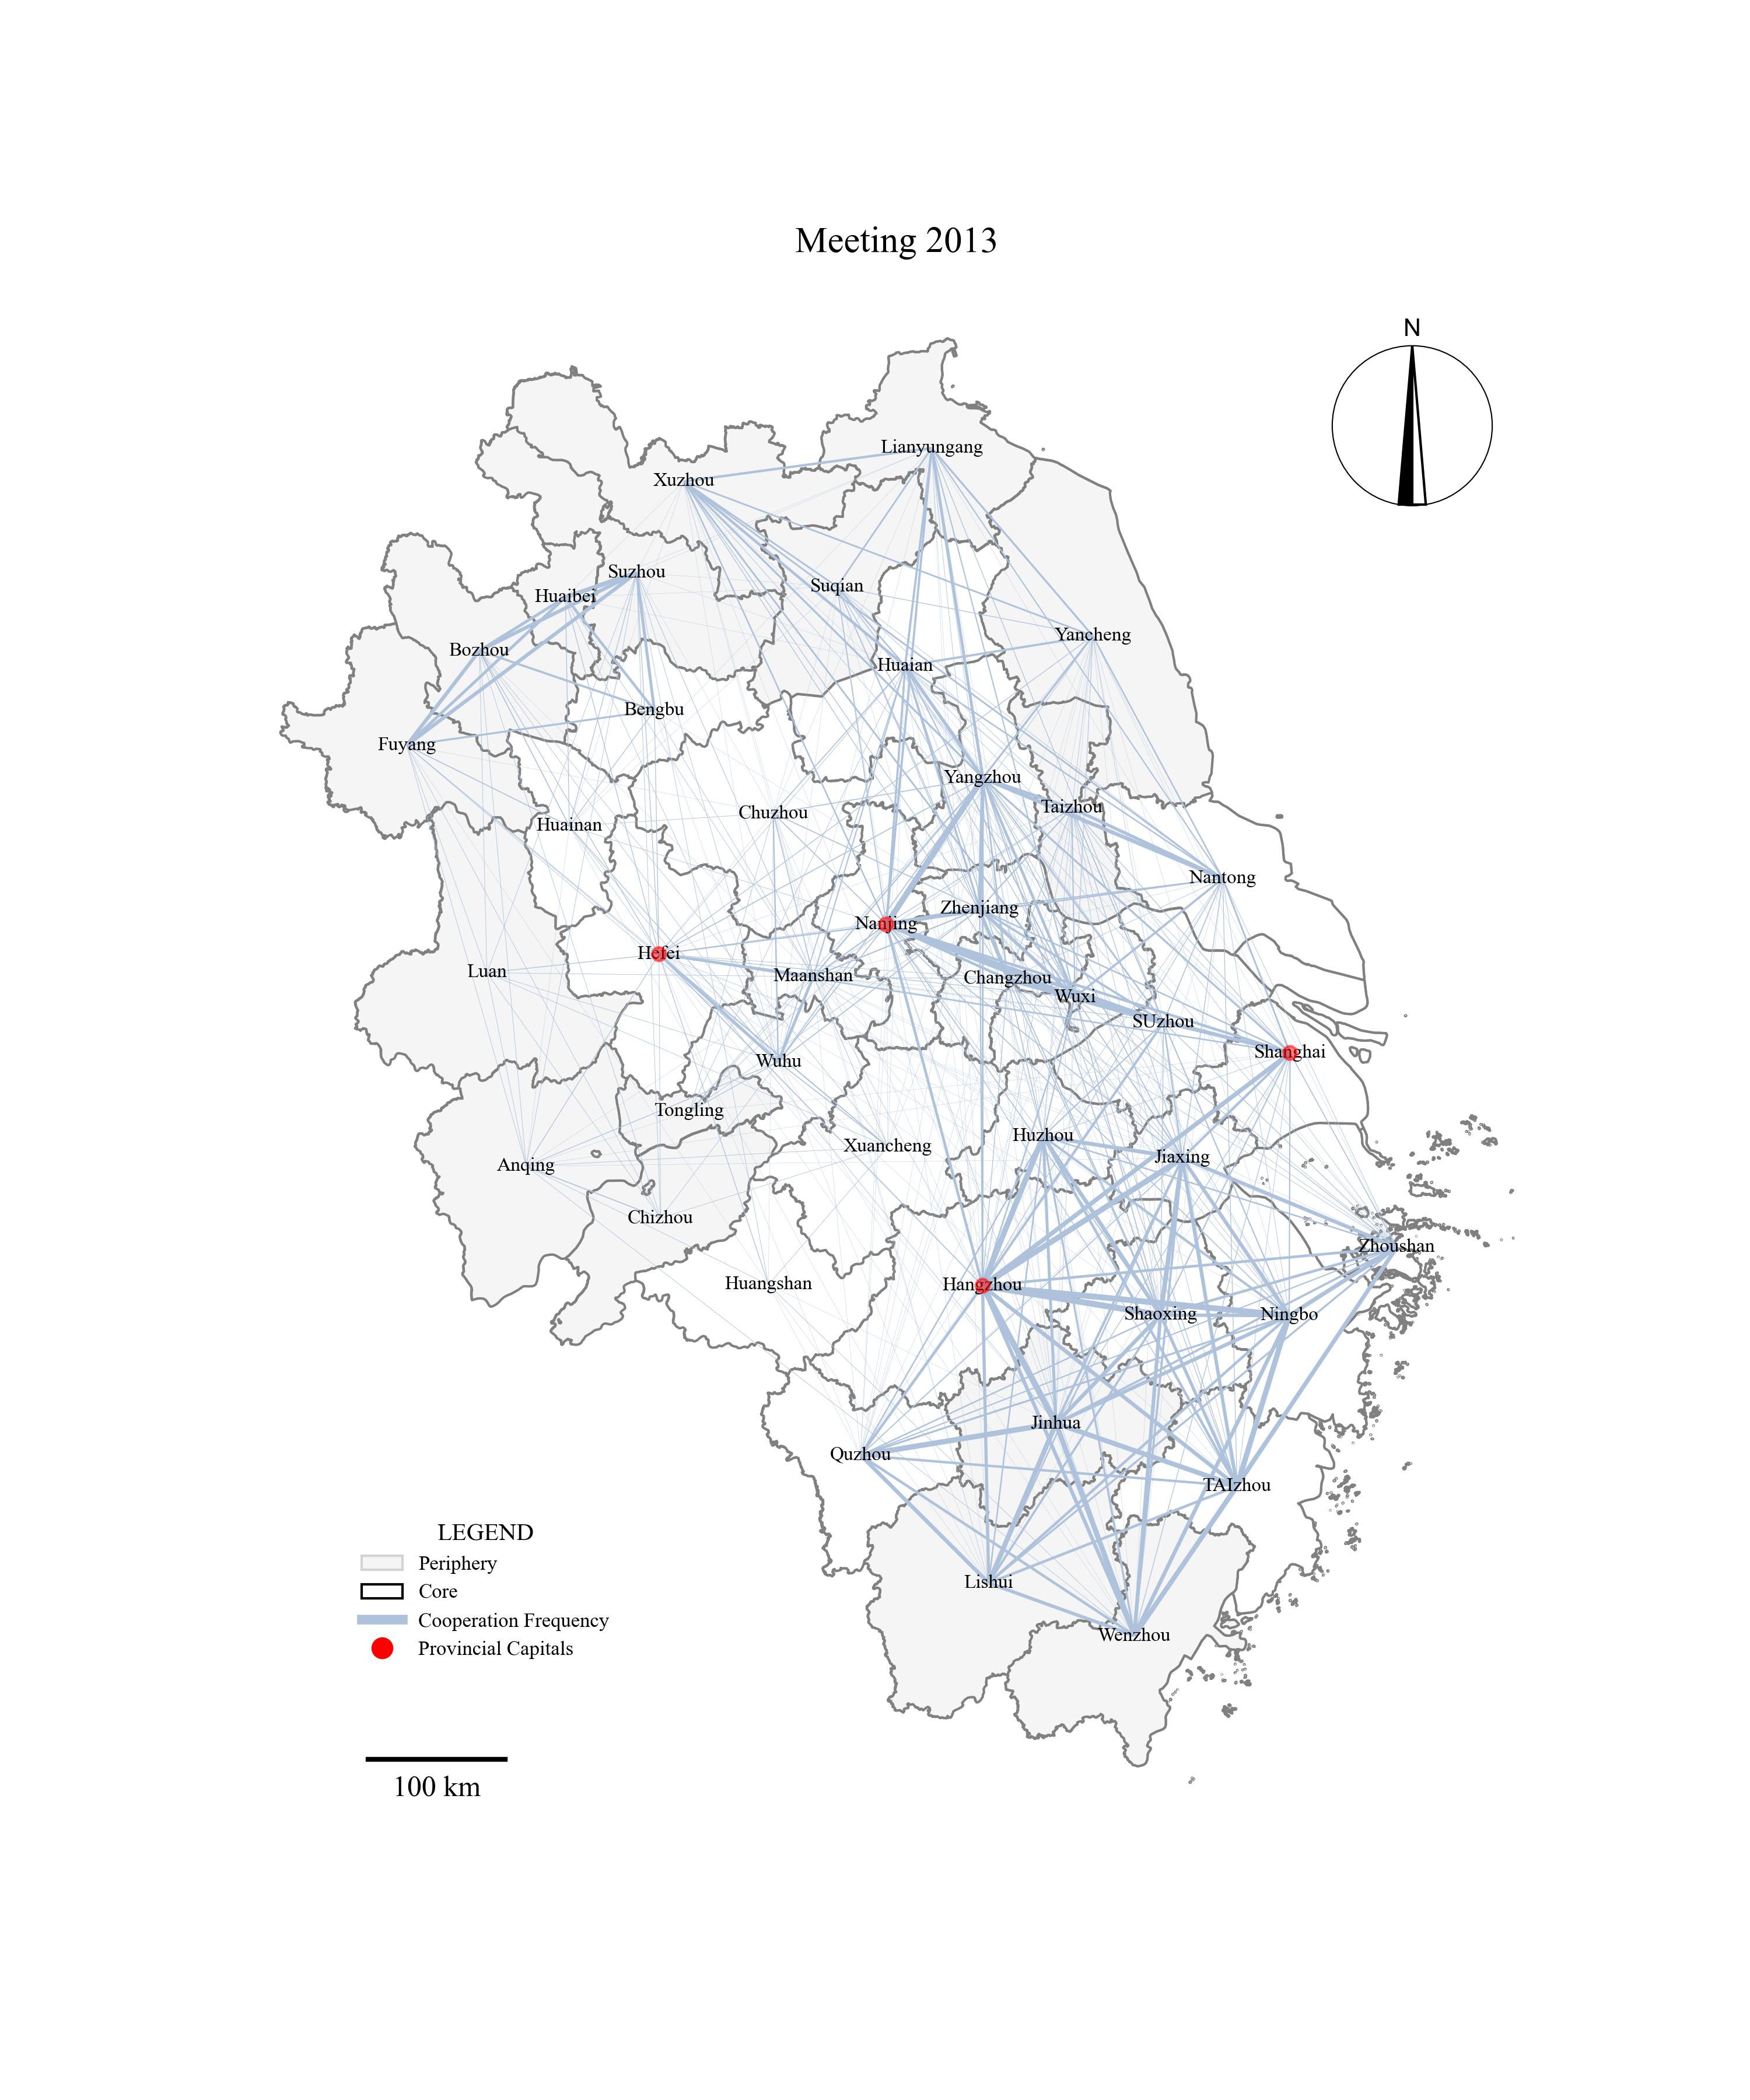 Meeting 2013
N
Lianyungang
Xuzhou
Suzhou
Suqian
Huaibei
Yancheng
Bozhou
Huaian
Bengbu
Fuyang
Yangzhou
Taizhou
Chuzhou
Huainan
Nantong
Zhenjiang
Nanjing
Hefei
Luan
Maanshan
Changzhou
Wuxi
SUzhou
Shanghai
Wuhu
Tongling
Huzhou
Xuancheng
Jiaxing
Anqing
Chizhou
Zhoushan
Huangshan
Hangzhou
Shaoxing
Ningbo
Jinhua
Quzhou
TAIzhou
Lishui
Wenzhou
LEGEND
Periphery
Core
Cooperation Frequency
Provincial Capitals
100 km